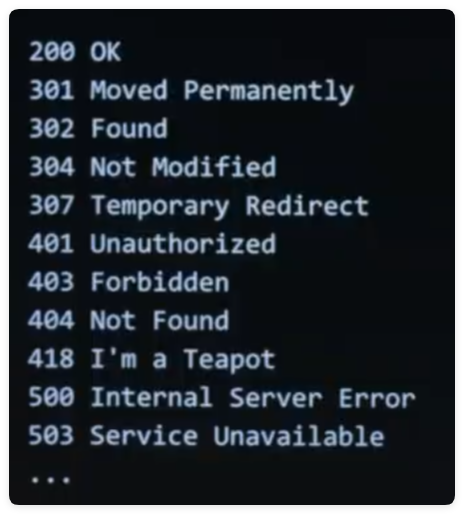 200 OK
301 Moved Permanently
302 Found
304 Not Modified
307 Temporary Redirect
401 Unauthorized
403 Forbidden
404 Not Found
418 I'm a Teapot
500 Internal Server Error
503 Service Unavailable
...